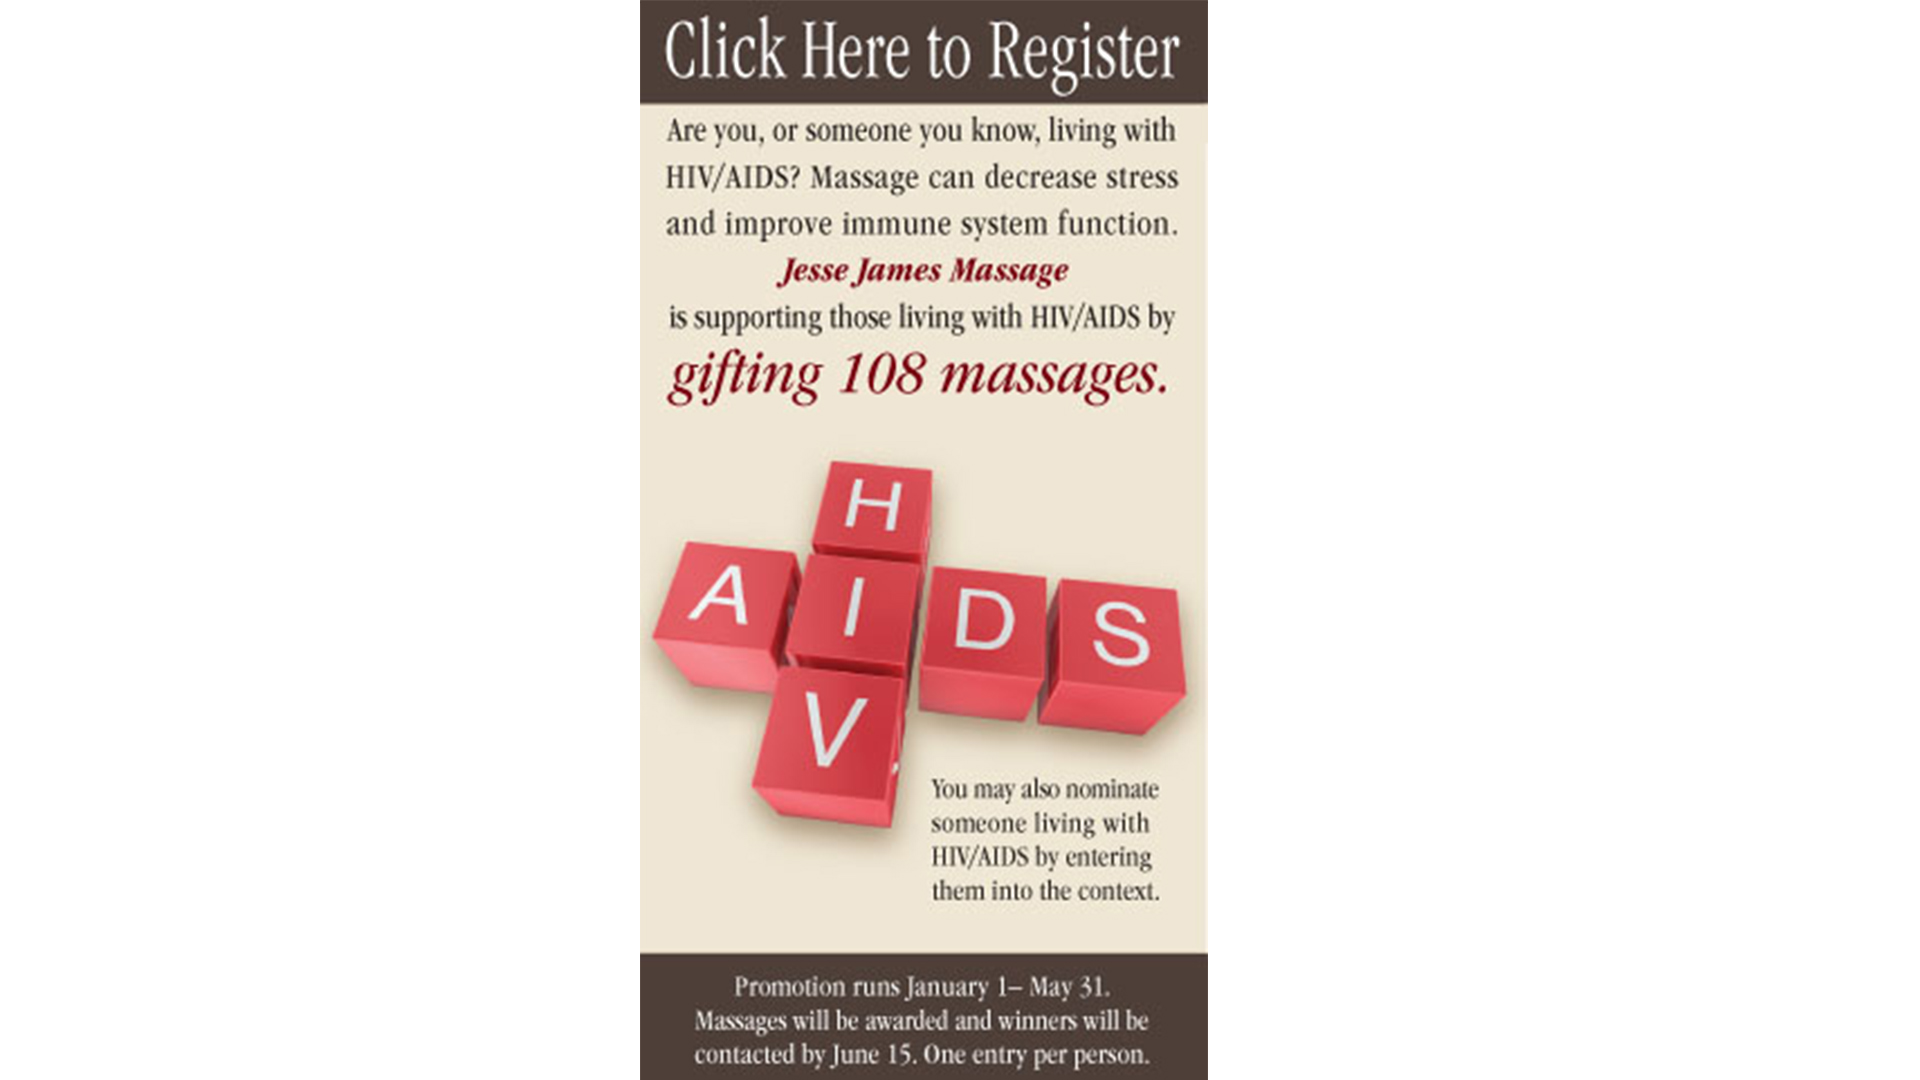 Click Here to Register
Are you, or someone you know, living with
HIV/AIDS? Massage can decrease stress
and improve immune system function.
Jesse James Massage
is supporting those living with HIV/AIDS by
gifting 108 massages.
H
A I D S
V
You may also nominate
someone living with
HIV/AIDS by entering
them into the context.
Promotion runs January 1– May 31.
Massages will be awarded and winners will be
contacted by June 15. One entry per person.